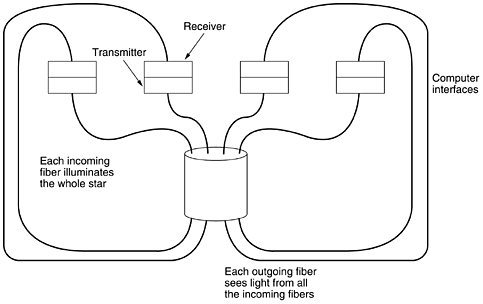 Receiver
Transmitter
Computer
interfaces
Each incoming
fiber illuminates
the whole star
Each outgoing fiber
sees light from all
the incoming fibers